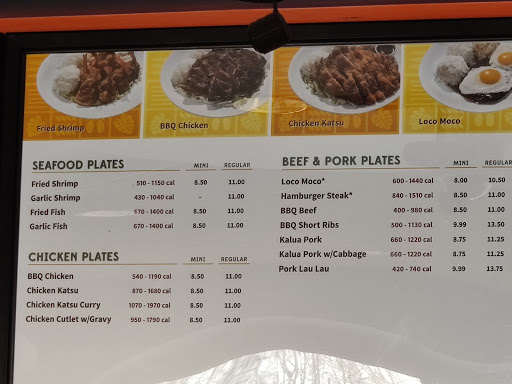 Fried Shrimp
BBQ Chicken
Chicken Katsu
Loco Moco
SEAFOOD PLATES MINI REGULAR
Fried Shrimp 510 - 1150 cal 8.50 11.00
Garlic Shrimp 430 - 1040 cal - 11.00
Fried Fish 670 - 1400 cal 8.50 11.00
Garlic Fish 670 - 1400 cal 8.50 11.00
CHICKEN PLATES MINI REGULAR
BBQ Chicken 540 - 1190 cal 8.50 11.00
Chicken Katsu 870 - 1680 cal 8.50 11.00
Chicken Katsu Curry 1070 - 1970 cal 8.50 11.00
Chicken Cutlet w/Gravy 950 - 1790 cal 8.50 11.00
BEEF & PORK PLATES MINI REGULAR
Loco Moco* 600 - 1440 cal 8.00 10.50
Hamburger Steak* 840 - 1510 cal 8.50 11.00
BBQ Beef 400 - 980 cal 8.50 11.00
BBQ Short Ribs 500 - 1130 cal 9.99 13.50
Kalua Pork 660 - 1220 cal 8.75 11.25
Kalua Pork w/Cabbage 660 - 1220 cal 8.75 11.25
Pork Lau Lau 420 - 740 cal 9.99 13.75